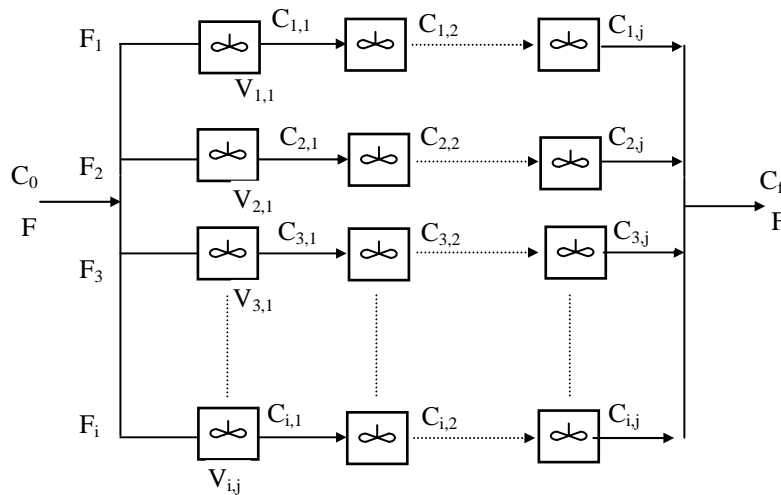 F1 C1,1 C1,2 C1,j
V1,1
F2 C2,1 C2,2 C2,j
C0 V2,1 Cf
F F
F3 C3,1 C3,2 C3,j
V3,1
Fi Ci,1 Ci,2 Ci,j
Vi,j